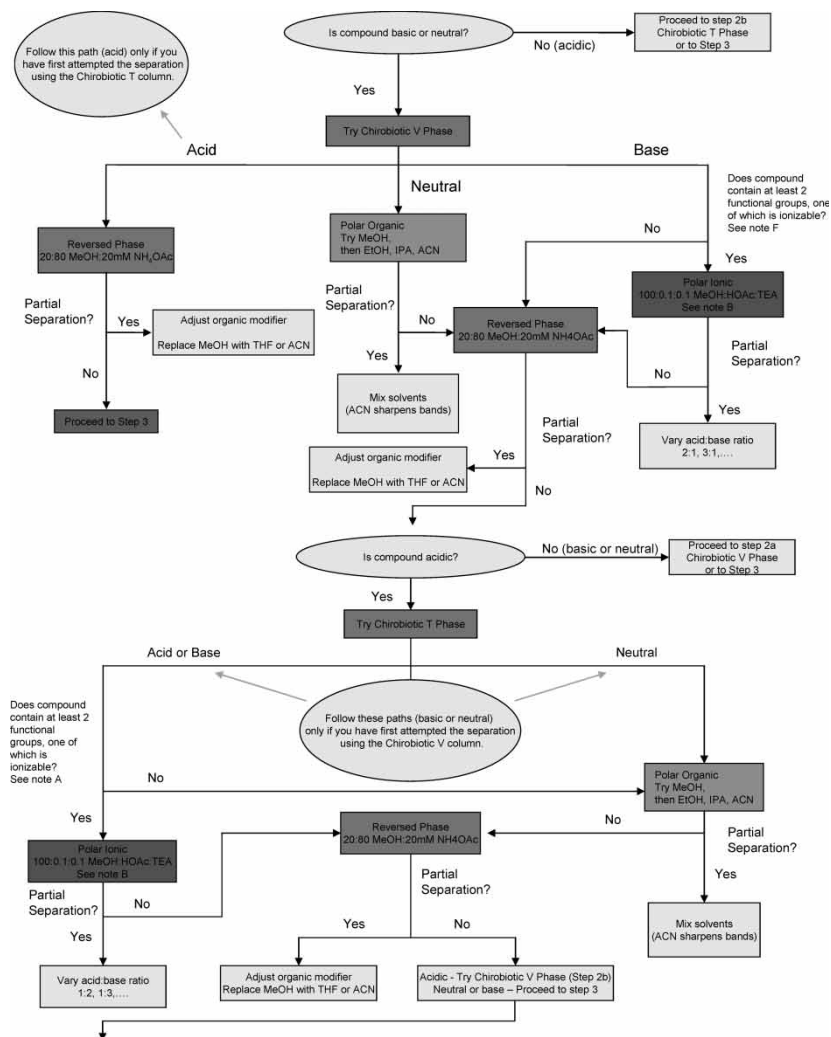 Follow this path (acid) only if
you have first attempted the
separation
using the Chirobiotic T column.
Is compound basic or neutral?
No (acidic)
Proceed to step 2b
Chirobiotic T Phase
or to Step 3
Yes
Try Chirobiotic V Phase
Acid
Neutral
Base
Does compound
contain at least 2
functional groups, one
of which is ionizable?
See note F
Reversed Phase
20:80 MeOH:20mM NH₄OAc
Polar Organic
Try MeOH,
then EtOH, IPA, ACN
No
Yes
Polar Ionic
100:0.1:0.1 MeOH:HOAc:TEA
See note B
Partial
Separation?
Yes
Adjust organic modifier
Replace MeOH with THF or ACN
No
Proceed to Step 3
Partial
Separation?
No
Yes
Mix solvents
(ACN sharpens bands)
Reversed Phase
20:80 MeOH:20mM NH4OAc
Partial
Separation?
No
Yes
Vary acid:base ratio
2:1, 3:1,....
Partial
Separation?
Yes
Adjust organic modifier
Replace MeOH with THF or ACN
No
Is compound acidic?
No (basic or neutral)
Proceed to step 2a
Chirobiotic V Phase
or to Step 3
Yes
Try Chirobiotic T Phase
Acid or Base
Neutral
Follow these paths (basic or neutral)
only if you have first attempted the separation
using the Chirobiotic V column.
Does compound
contain at least 2
functional
groups, one of
which is
ionizable?
See note A
No
Yes
Polar Organic
Try MeOH,
then EtOH, IPA, ACN
Polar Ionic
100:0.1:0.1 MeOH:HOAc:TEA
See note B
Reversed Phase
20:80 MeOH:20mM NH4OAc
No
Partial
Separation?
Yes
Mix solvents
(ACN sharpens bands)
Partial
Separation?
No
Yes
Vary acid:base ratio
1:2, 1:3,....
Partial
Separation?
Yes
No
Adjust organic modifier
Replace MeOH with THF or ACN
Acidic - Try Chirobiotic V Phase (Step 2b)
Neutral or base – Proceed to step 3